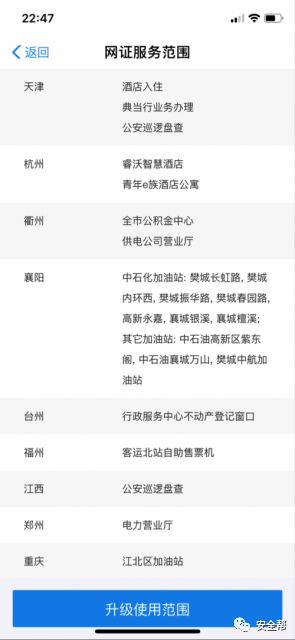 22:47
返回 网证服务范围
天津 酒店入住
典当行业务办理
公安巡逻盘查
杭州 睿沃智慧酒店
青年e族酒店公寓
衢州 全市公积金中心
供电公司营业厅
襄阳 中石化加油站: 樊城长虹路, 樊城
内环西, 樊城振华路, 樊城春园路,
高新永嘉, 襄城银溪, 襄城檀溪;
其它加油站: 中石油高新区紫东
阁, 中石油襄城万山, 樊城中航加
油站
台州 行政服务中心不动产登记窗口
福州 客运北站自助售票机
江西 公安巡逻盘查
郑州 电力营业厅
重庆 江北区加油站
升级使用范围
安全帮